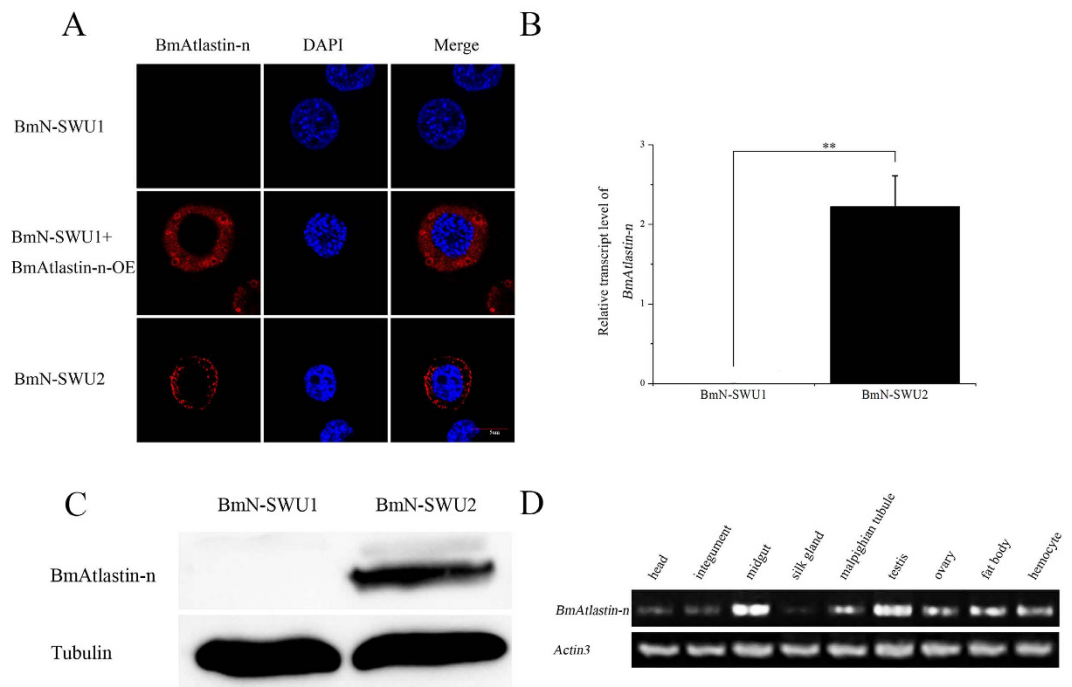 A
BmAtlastin-n DAPI Merge
BmN-SWU1
BmN-SWU1+
BmAtlastin-n-OE
BmN-SWU2
5um
B
Relative transcript level of
BmAtlastin-n
3
2
1
0
**
BmN-SWU1 BmN-SWU2
C
BmN-SWU1 BmN-SWU2
BmAtlastin-n
Tubulin
D
head integument midgut silk gland malpighian tubule testis ovary fat body hemocyte
BmAtlastin-n
Actin3